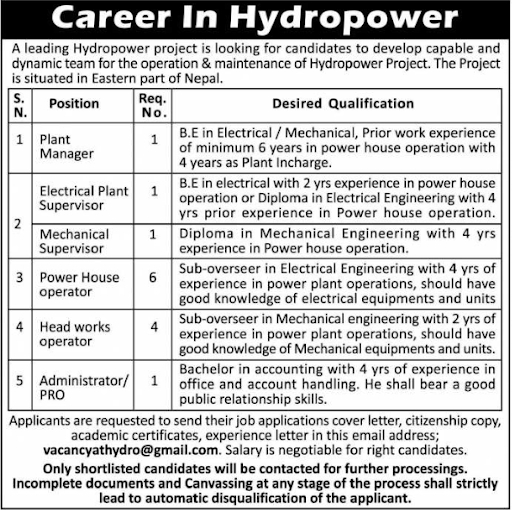 Career In Hydropower
A leading Hydropower project is looking for candidates to develop capable and
dynamic team for the operation & maintenance of Hydropower Project. The Project
is situated in Eastern part of Nepal.
S.
N.
Position
Req.
No.
Desired Qualification
1
Plant
Manager
1
B.E in Electrical / Mechanical, Prior work experience
of minimum 6 years in power house operation with
4 years as Plant Incharge.
2
Electrical Plant
Supervisor
1
B.E in electrical with 2 yrs experience in power house
operation or Diploma in Electrical Engineering with 4
yrs prior experience in Power house operation.
Mechanical
Supervisor
1
Diploma in Mechanical Engineering with 4 yrs
experience in Power house operation.
3
Power House
operator
6
Sub-overseer in Electrical Engineering with 4 yrs of
experience in power plant operations, should have
good knowledge of electrical equipments and units
4
Head works
operator
4
Sub-overseer in Mechanical engineering with 2 yrs of
experience in power plant operations, should have
good knowledge of Mechanical equipments and units.
5
Administrator/
PRO
1
Bachelor in accounting with 4 yrs of experience in
office and account handling. He shall bear a good
public relationship skills.
Applicants are requested to send their job applications cover letter, citizenship copy,
academic certificates, experience letter in this email address;
vacancyathydro@gmail.com. Salary is negotiable for right candidates.
Only shortlisted candidates will be contacted for further processings.
Incomplete documents and Canvassing at any stage of the process shall strictly
lead to automatic disqualification of the applicant.